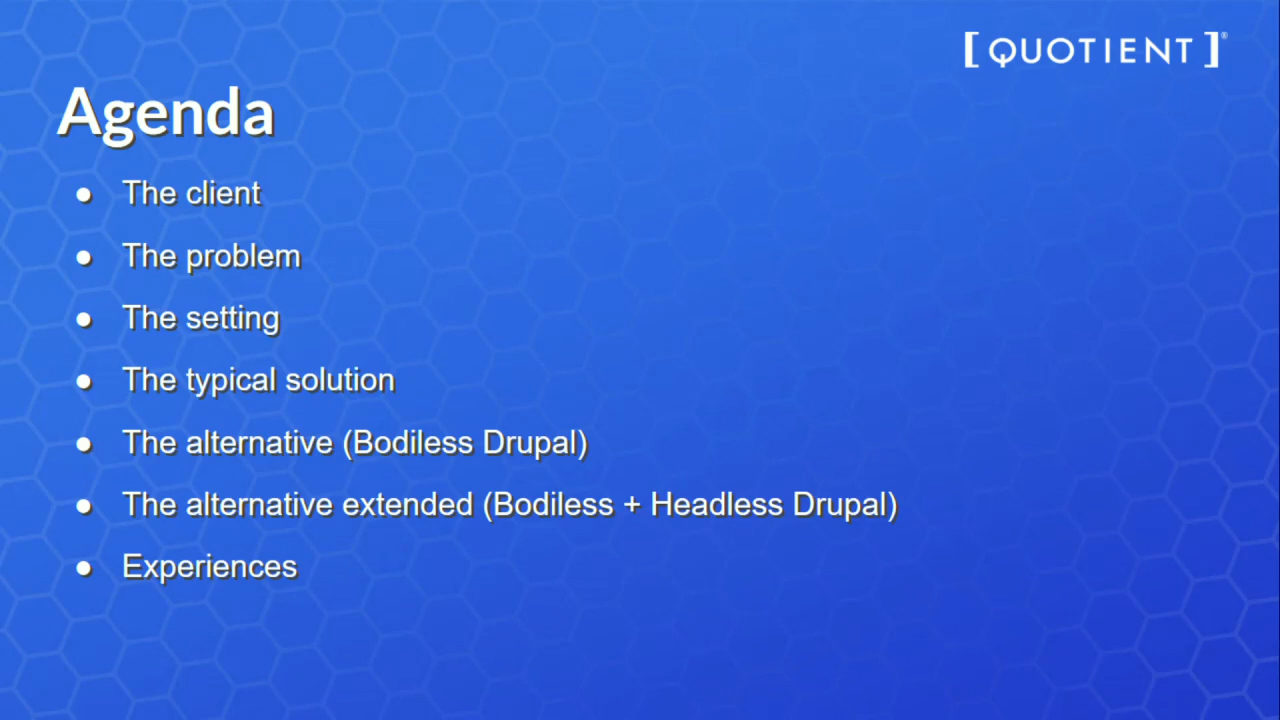 [QUOTIENT]®
Agenda
● The client
● The problem
● The setting
● The typical solution
● The alternative (Bodiless Drupal)
● The alternative extended (Bodiless + Headless Drupal)
● Experiences